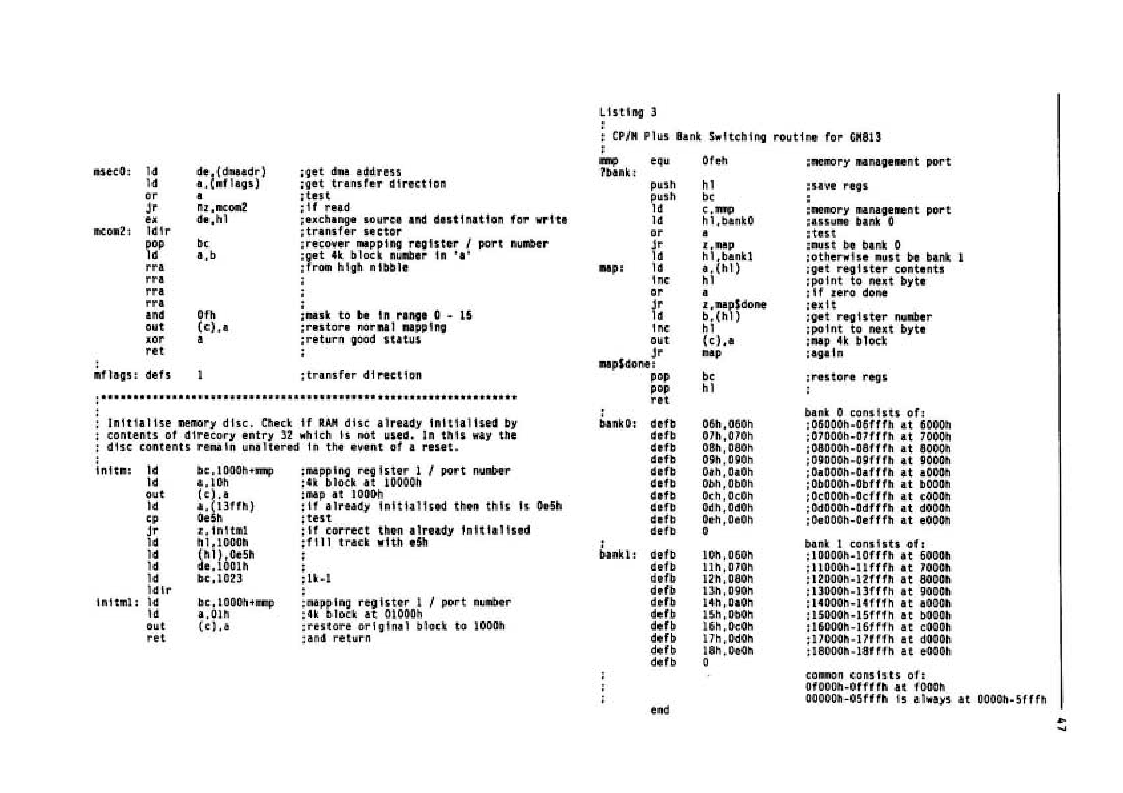 msec0: ld de,(dmaadr) ;get dma address
ld a,(mflags) ;get transfer direction
or a ;test
jr nz,mcom2 ;if read
ex de,hl ;exchange source and destination for write
mcom2: ldir ;transfer sector
pop bc ;recover mapping register / port number
ld a,b ;get 4k block number in 'a'
rra ;from high nibble
rra ;
rra ;
rra ;
and 0fh ;mask to be in range 0 - 15
out (c),a ;restore normal mapping
xor a ;return good status
ret ;
;
mflags: defs 1 ;transfer direction
;****************************************************************
;
; Initialise memory disc. Check if RAM disc already initialised by
; contents of direcory entry 32 which is not used. In this way the
; disc contents remain unaltered in the event of a reset.
;
initm: ld bc,1000h+mmp ;mapping register 1 / port number
ld a,10h ;4k block at 10000h
out (c),a ;map at 1000h
ld a,(13ffh) ;if already initialised then this is 0e5h
cp 0e5h ;test
jr z,initm1 ;if correct then already initialised
ld hl,1000h ;fill track with e5h
ld (hl),0e5h ;
ld de,1001h ;
ld bc,1023 ;1k-1
ldir ;
initm1: ld bc,1000h+mmp ;mapping register 1 / port number
ld a,01h ;4k block at 01000h
out (c),a ;restore original block to 1000h
ret ;and return
Listing 3
;
; CP/M Plus Bank Switching routine for GM813
;
mmp equ 0feh ;memory management port
?bank:
push hl ;save regs
push bc ;
ld c,mmp ;memory management port
ld hl,bank0 ;assume bank 0
or a ;test
jr z,map ;must be bank 0
ld hl,bank1 ;otherwise must be bank 1
map: ld a,(hl) ;get register contents
inc hl ;point to next byte
or a ;if zero done
jr z,map$done ;exit
ld b,(hl) ;get register number
inc hl ;point to next byte
out (c),a ;map 4k block
jr map ;again
map$done:
pop bc ;restore regs
pop hl ;
ret
; bank 0 consists of:
bank0: defb 06h,060h ;06000h-06fffh at 6000h
defb 07h,070h ;07000h-07fffh at 7000h
defb 08h,080h ;08000h-08fffh at 8000h
defb 09h,090h ;09000h-09fffh at 9000h
defb 0ah,0a0h ;0a000h-0afffh at a000h
defb 0bh,0b0h ;0b000h-0bfffh at b000h
defb 0ch,0c0h ;0c000h-0cfffh at c000h
defb 0dh,0d0h ;0d000h-0dfffh at d000h
defb 0eh,0e0h ;0e000h-0efffh at e000h
defb 0
; bank 1 consists of:
bank1: defb 10h,060h ;10000h-10fffh at 6000h
defb 11h,070h ;11000h-11fffh at 7000h
defb 12h,080h ;12000h-12fffh at 8000h
defb 13h,090h ;13000h-13fffh at 9000h
defb 14h,0a0h ;14000h-14fffh at a000h
defb 15h,0b0h ;15000h-15fffh at b000h
defb 16h,0c0h ;16000h-16fffh at c000h
defb 17h,0d0h ;17000h-17fffh at d000h
defb 18h,0e0h ;18000h-18fffh at e000h
defb 0
; common consists of:
; 0f000h-0ffffh at f000h
; 00000h-05fffh is always at 0000h-5fffh
end
47